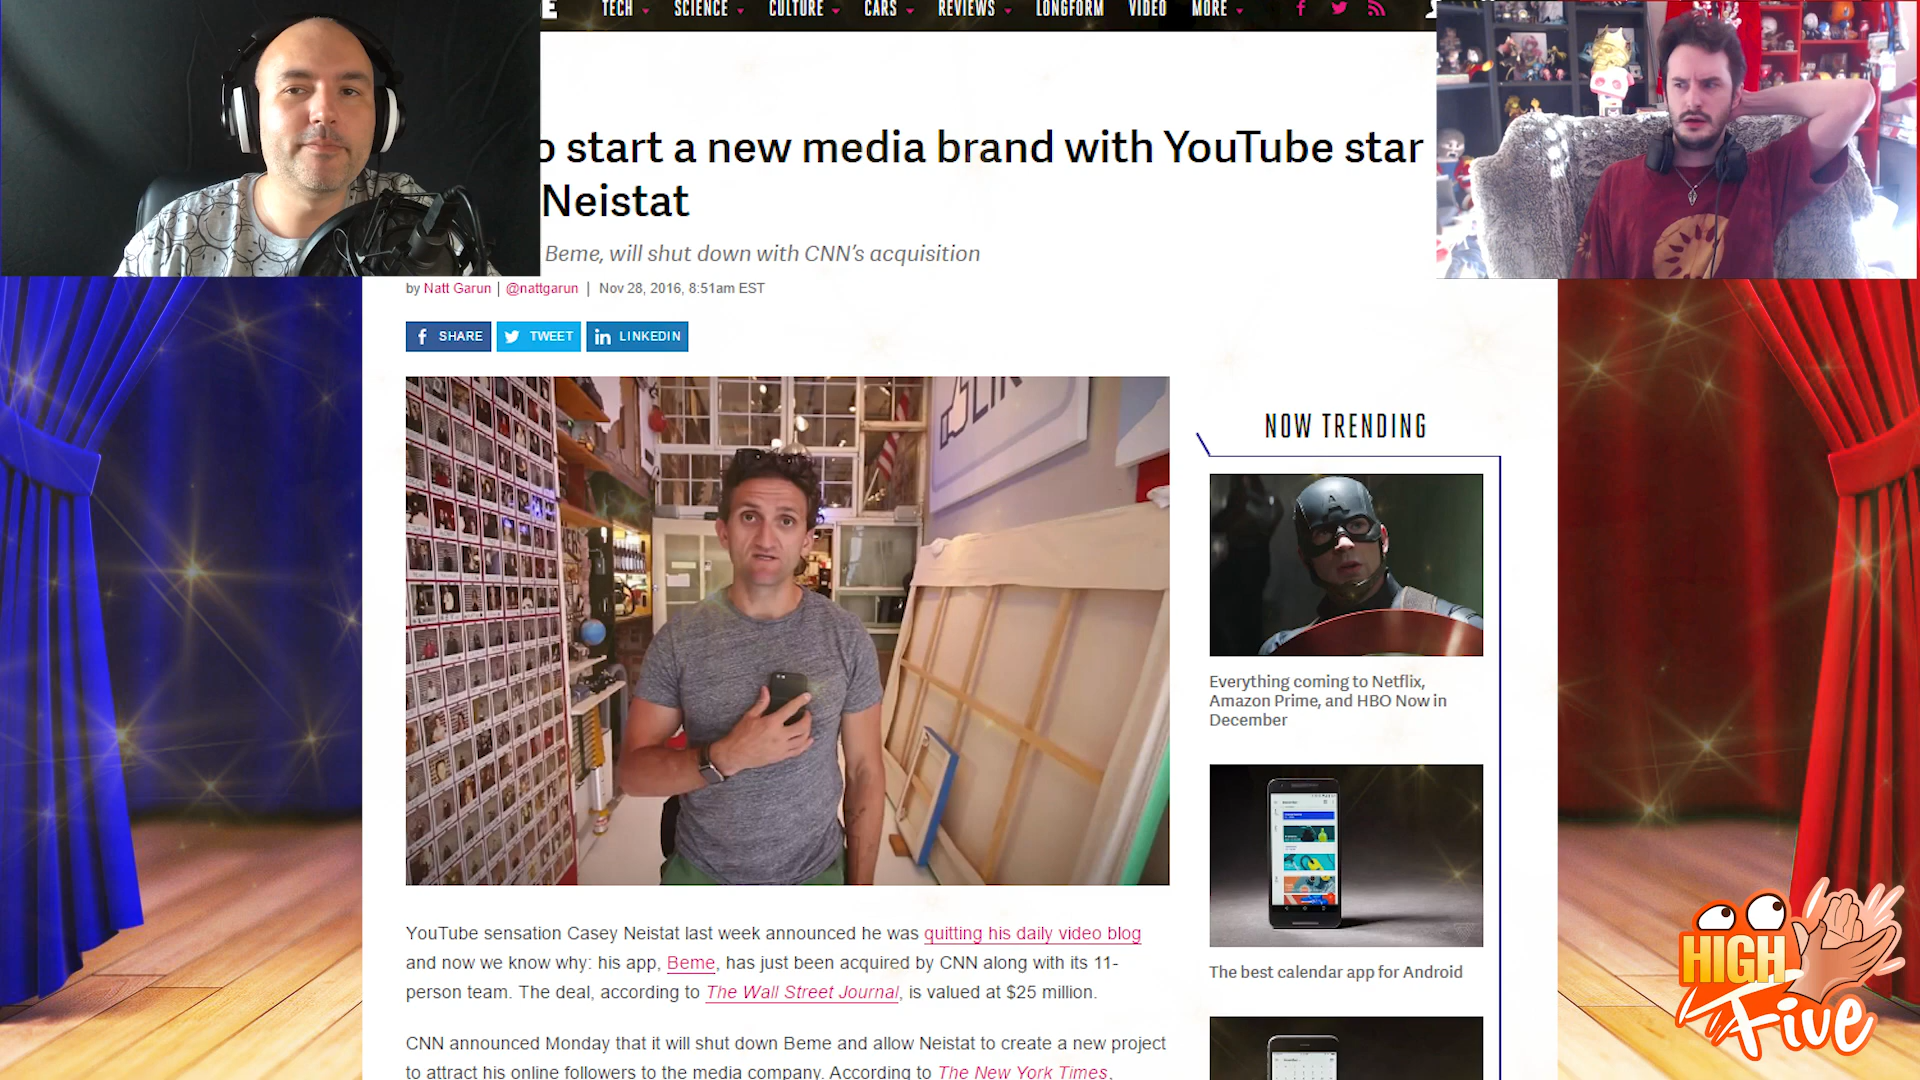 E TECH SCIENCE CULTURE CARS REVIEWS LONGFORM VIDEO MORE
o start a new media brand with YouTube star
Neistat
Beme, will shut down with CNN's acquisition
by Natt Garun | @nattgarun | Nov 28, 2016, 8:51am EST
SHARE TWEET LINKEDIN
LIK
A
NOW TRENDING
Everything coming to Netflix,
Amazon Prime, and HBO Now in
December
The best calendar app for Android
YouTube sensation Casey Neistat last week announced he was quitting his daily video blog
and now we know why: his app, Beme, has just been acquired by CNN along with its 11-
person team. The deal, according to The Wall Street Journal, is valued at $25 million.
CNN announced Monday that it will shut down Beme and allow Neistat to create a new project
to attract his online followers to the media company. According to The New York Times,
HIGH
Five